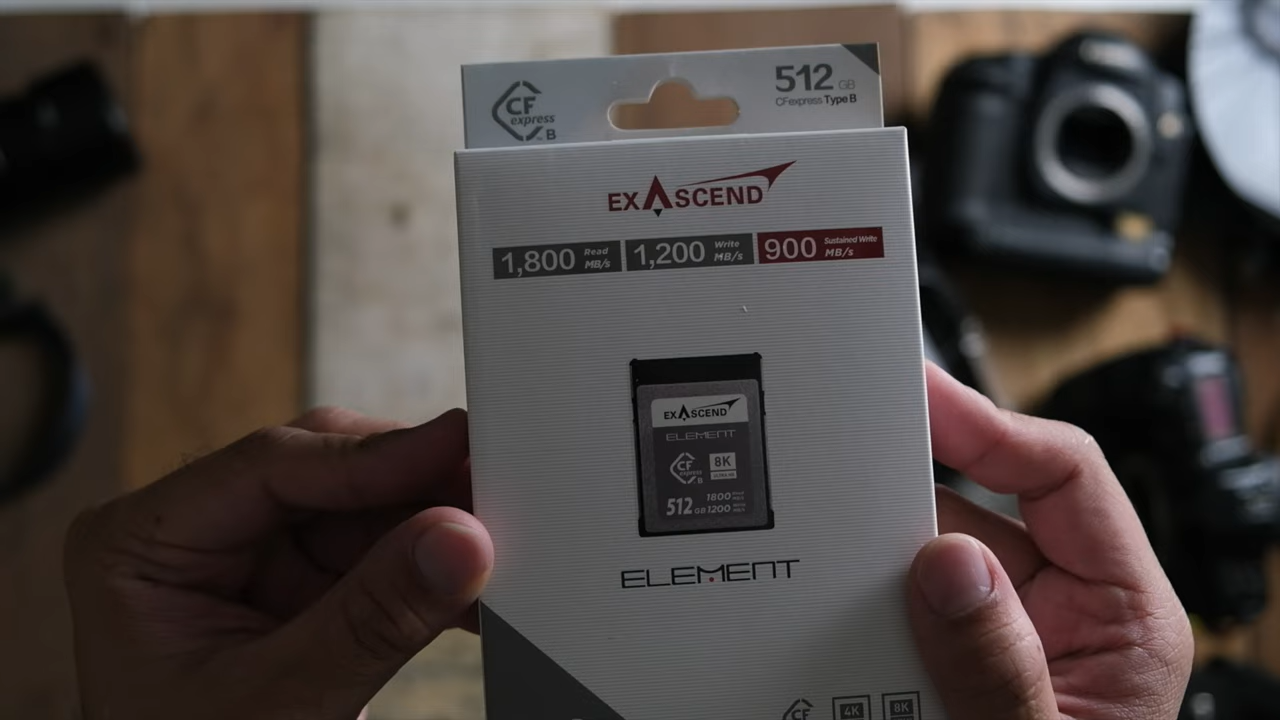 CF express B
512 GB
CFexpress Type B
EXASCEND
1,800 Read MB/s 1,200 Write MB/s 900 Sustained Write MB/s
EXASCEND
ELEMENT
CF express B 8K
512 GB 1800 1200
ELEMENT
CF 4K 8K